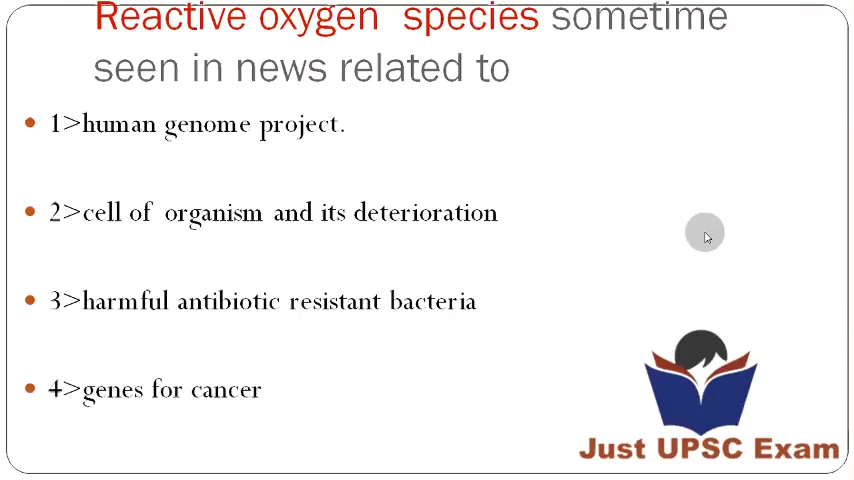 Reactive oxygen species sometime
seen in news related to
1>human genome project.
2>cell of organism and its deterioration
3>harmful antibiotic resistant bacteria
4>genes for cancer
Just UPSC Exam